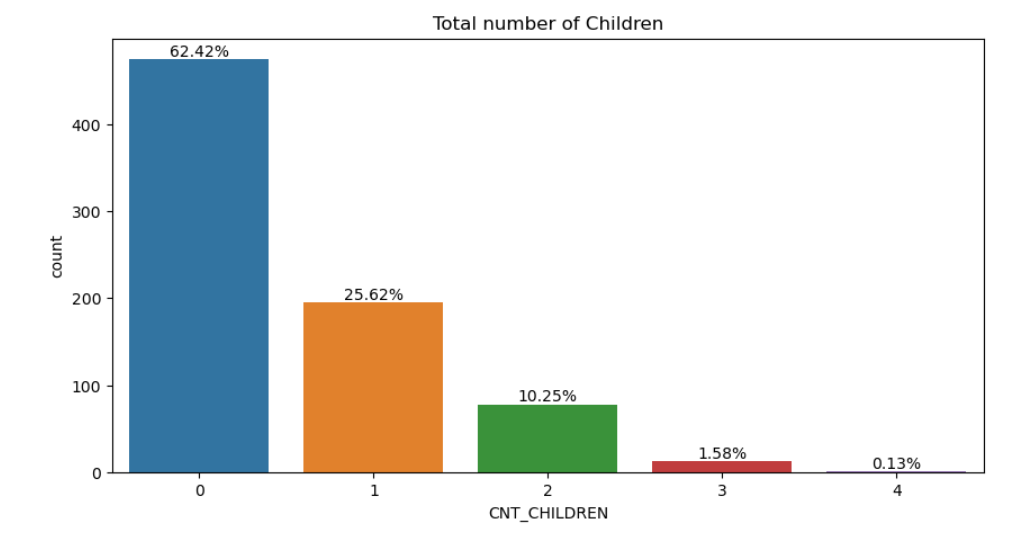 Total number of Children
62.42%
400
300
count
25.62%
200
100
10.25%
1.58%
0.13%
0
0 1 2 3 4
CNT_CHILDREN